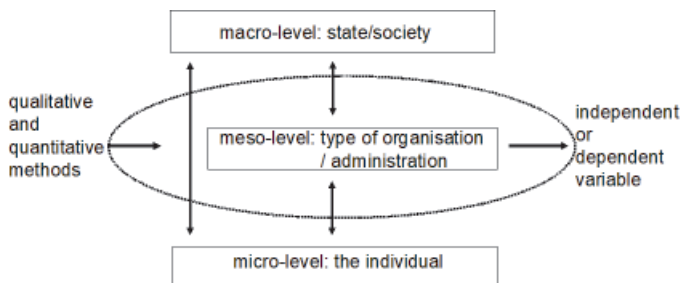 macro-level: state/society
qualitative
and
quantitative
methods
meso-level: type of organisation
/ administration
independent
or
dependent
variable
micro-level: the individual